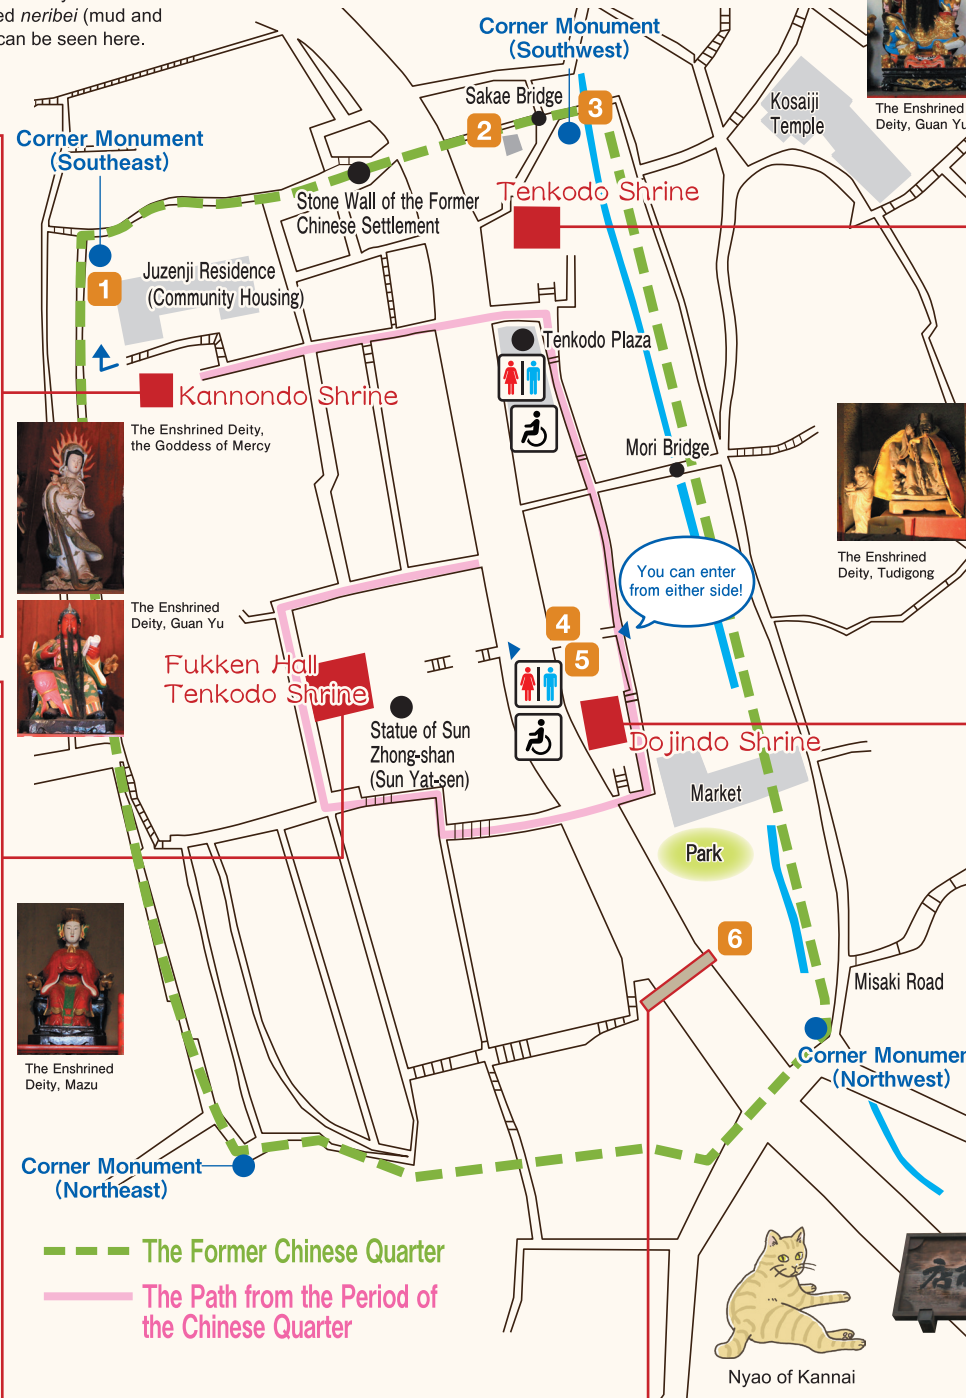 ed neribei (mud and
can be seen here.
Corner Monument
(Southwest)
Sakae Bridge
3
2
Kosaiji
Temple
The Enshrined
Deity, Guan Yu
Corner Monument
(Southeast)
Stone Wall of the Former
Chinese Settlement
Tenkodo Shrine
1
Juzenji Residence
(Community Housing)
Tenkodo Plaza
Kannondo Shrine
The Enshrined Deity,
the Goddess of Mercy
Mori Bridge
The Enshrined
Deity, Tudigong
You can enter
from either side!
The Enshrined
Deity, Guan Yu
4
5
Fukken Hall
Tenkodo Shrine
Statue of Sun
Zhong-shan
(Sun Yat-sen)
Dojindo Shrine
Market
Park
6
Misaki Road
The Enshrined
Deity, Mazu
Corner Monumen
(Northwest)
Corner Monument
(Northeast)
The Former Chinese Quarter
The Path from the Period of
the Chinese Quarter
Nyao of Kannai